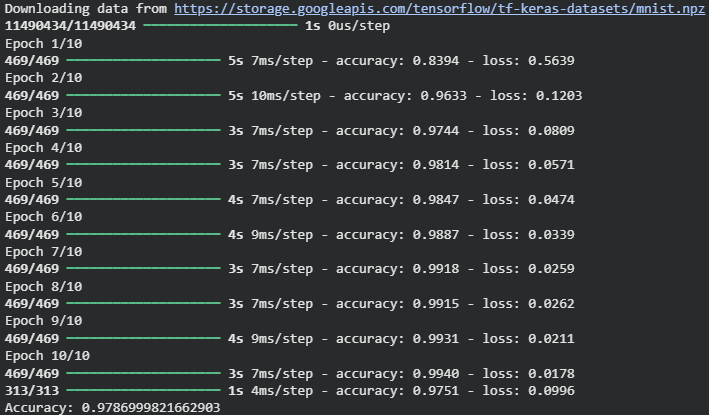 Downloading data from https://storage.googleapis.com/tensorflow/tf-keras-datasets/mnist.npz
11490434/11490434 ━━━━━━━━━━━━━━━━━━━━ 1s 0us/step
Epoch 1/10
469/469 ━━━━━━━━━━━━━━━━━━━━ 5s 7ms/step - accuracy: 0.8394 - loss: 0.5639
Epoch 2/10
469/469 ━━━━━━━━━━━━━━━━━━━━ 5s 10ms/step - accuracy: 0.9633 - loss: 0.1203
Epoch 3/10
469/469 ━━━━━━━━━━━━━━━━━━━━ 3s 7ms/step - accuracy: 0.9744 - loss: 0.0809
Epoch 4/10
469/469 ━━━━━━━━━━━━━━━━━━━━ 3s 7ms/step - accuracy: 0.9814 - loss: 0.0571
Epoch 5/10
469/469 ━━━━━━━━━━━━━━━━━━━━ 4s 7ms/step - accuracy: 0.9847 - loss: 0.0474
Epoch 6/10
469/469 ━━━━━━━━━━━━━━━━━━━━ 4s 9ms/step - accuracy: 0.9887 - loss: 0.0339
Epoch 7/10
469/469 ━━━━━━━━━━━━━━━━━━━━ 3s 7ms/step - accuracy: 0.9918 - loss: 0.0259
Epoch 8/10
469/469 ━━━━━━━━━━━━━━━━━━━━ 3s 7ms/step - accuracy: 0.9915 - loss: 0.0262
Epoch 9/10
469/469 ━━━━━━━━━━━━━━━━━━━━ 4s 9ms/step - accuracy: 0.9931 - loss: 0.0211
Epoch 10/10
469/469 ━━━━━━━━━━━━━━━━━━━━ 3s 7ms/step - accuracy: 0.9940 - loss: 0.0178
313/313 ━━━━━━━━━━━━━━━━━━━━ 1s 4ms/step - accuracy: 0.9751 - loss: 0.0996
Accuracy: 0.9786999821662903